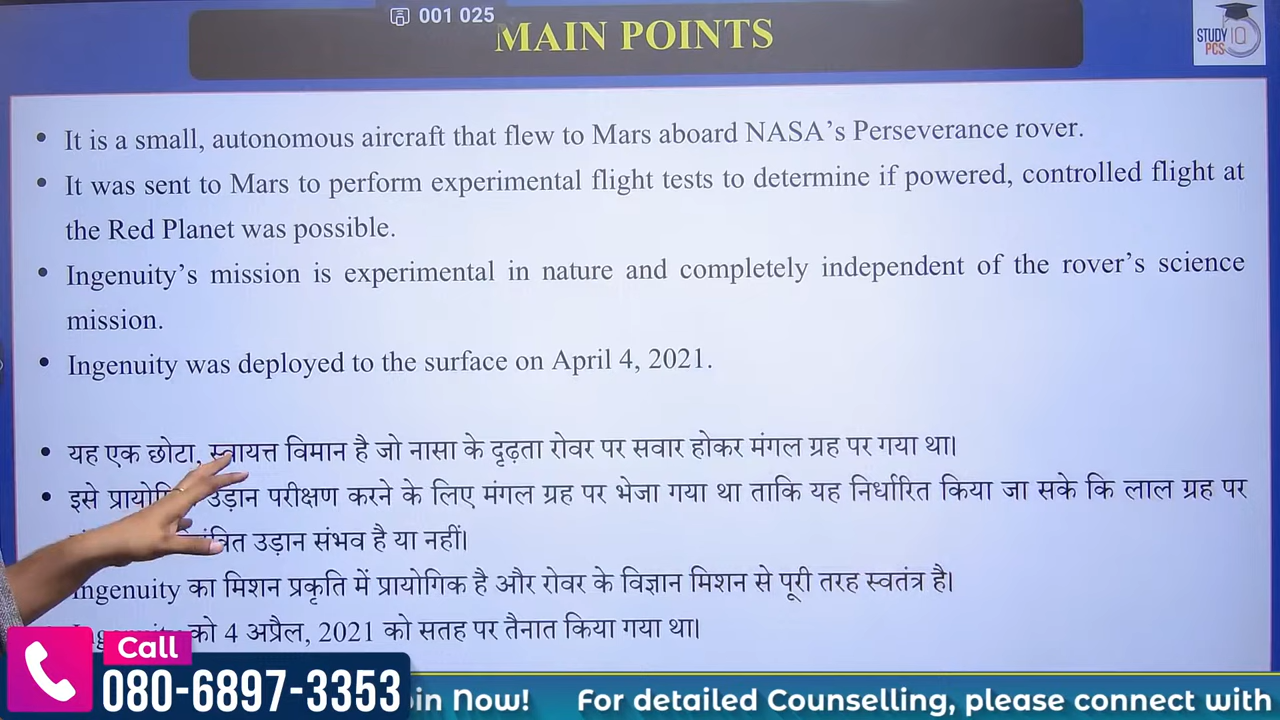 001 025
MAIN POINTS
STUDY IQ
PCS
• It is a small, autonomous aircraft that flew to Mars aboard NASA's Perseverance rover.
• It was sent to Mars to perform experimental flight tests to determine if powered, controlled flight at
the Red Planet was possible.
• Ingenuity's mission is experimental in nature and completely independent of the rover's science
mission.
• Ingenuity was deployed to the surface on April 4, 2021.
• यह एक छोटा, स्वायत्त विमान है जो नासा के दृढ़ता रोवर पर सवार होकर मंगल ग्रह पर गया था।
• इसे उड़ान परीक्षण करने के लिए मंगल ग्रह पर भेजा गया था ताकि यह निर्धारित किया जा सके कि लाल ग्रह पर
उड़ान संभव है या नहीं।
Ingenuity का मिशन प्रकृति में प्रायोगिक है और रोवर के विज्ञान मिशन से पूरी तरह स्वतंत्र है।
को 4 अप्रैल, 2021 को सतह पर तैनात किया गया था।
Call
080-6897-3353
Now! For detailed Counselling, please connect with